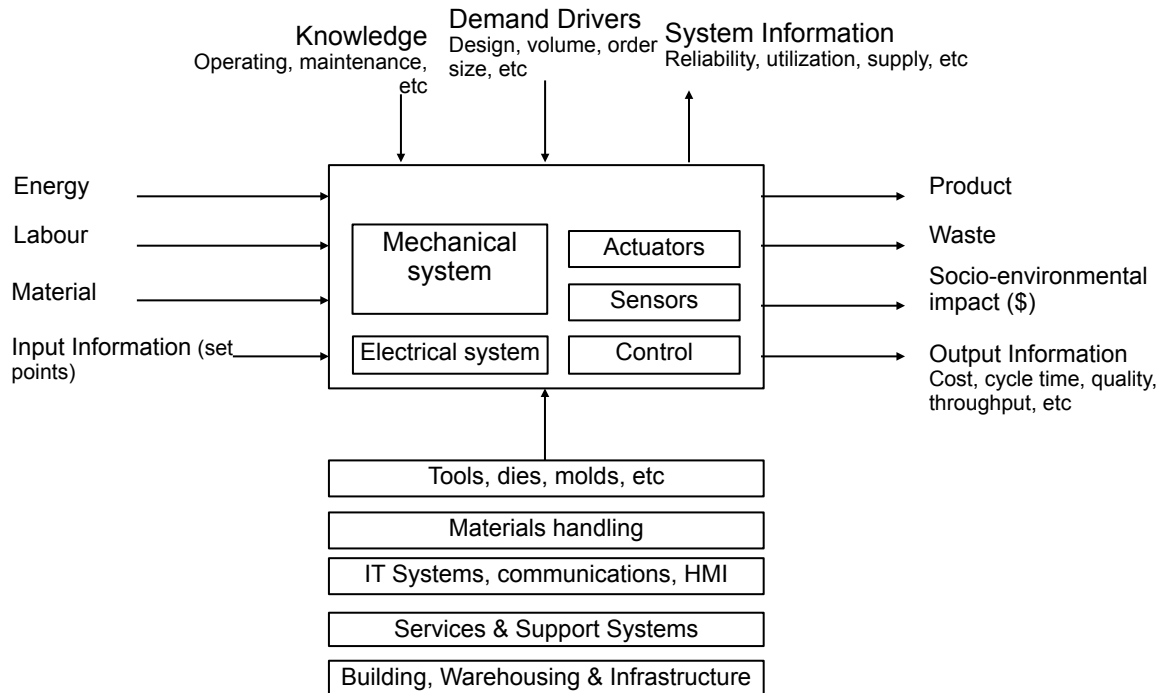 Knowledge
Operating, maintenance,
etc
Demand Drivers
Design, volume, order
size, etc
System Information
Reliability, utilization, supply, etc
Energy
Labour
Material
Input Information (set
points)
Mechanical
system
Electrical system
Actuators
Sensors
Control
Product
Waste
Socio-environmental
impact ($)
Output Information
Cost, cycle time, quality,
throughput, etc
Tools, dies, molds, etc
Materials handling
IT Systems, communications, HMI
Services & Support Systems
Building, Warehousing & Infrastructure